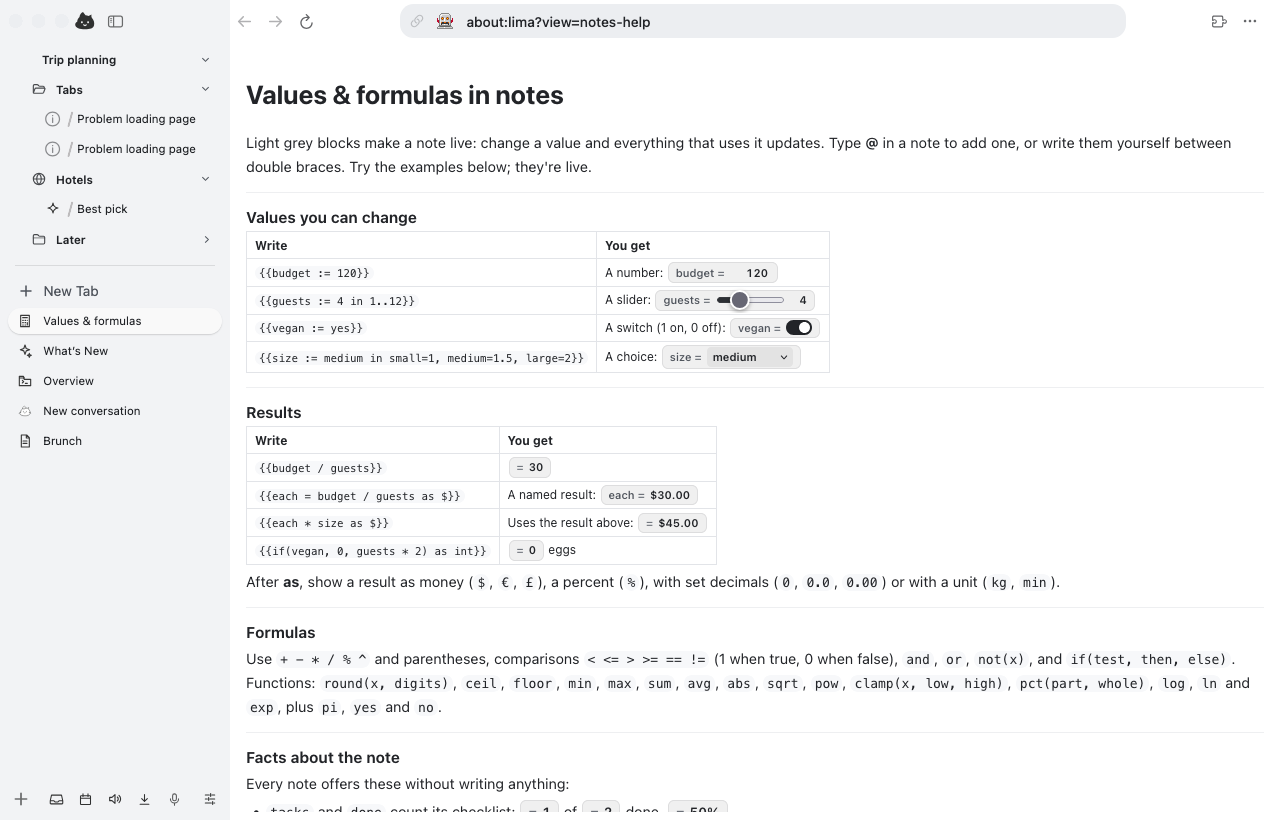 about:lima?view=notes-help
Trip planning
Tabs
/ Problem loading page
/ Problem loading page
Hotels
/ Best pick
Later
New Tab
Values & formulas
What's New
Overview
New conversation
Brunch
Values & formulas in notes
Light grey blocks make a note live: change a value and everything that uses it updates. Type @ in a note to add one, or write them yourself between
double braces. Try the examples below; they're live.
Values you can change
Write You get
{{budget := 120}} A number: budget = 120
{{guests := 4 in 1..12}} A slider: guests = 4
{{vegan := yes}} A switch (1 on, 0 off): vegan =
{{size := medium in small=1, medium=1.5, large=2}} A choice: size = medium
Results
Write You get
{{budget / guests}} = 30
{{each = budget / guests as $}} A named result: each = $30.00
{{each * size as $}} Uses the result above: = $45.00
{{if(vegan, 0, guests * 2) as int}} = 0 eggs
After as, show a result as money ( $ , € , £ ), a percent ( % ), with set decimals ( 0 , 0.0 , 0.00 ) or with a unit ( kg , min ).
Formulas
Use + − * / % ^ and parentheses, comparisons < <= > >= == != (1 when true, 0 when false), and , or , not(x) , and if(test, then, else) .
Functions: round(x, digits) , ceil , floor , min , max , sum , avg , abs , sqrt , pow , clamp(x, low, high) , pct(part, whole) , log , ln and
exp , plus pi , yes and no .
Facts about the note
Every note offers these without writing anything:
• tasks and done count its checklist: = 1 of = 2 done, = 50%